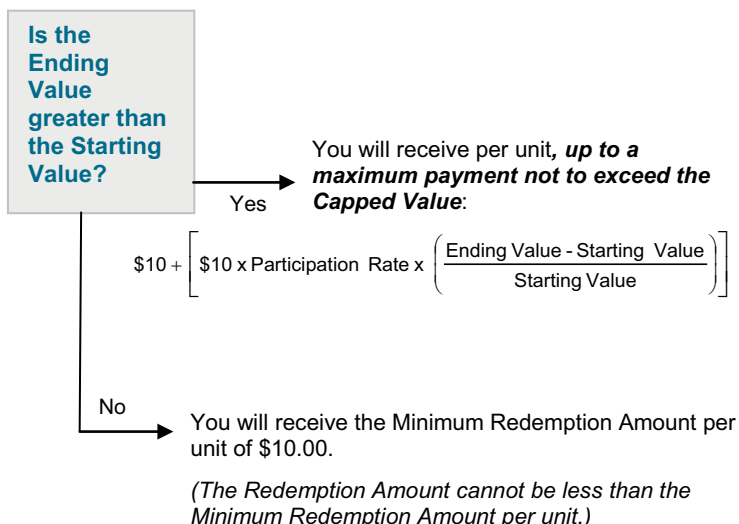 Is the
Ending
Value
greater than
the Starting
Value?
You will receive per unit, up to a
maximum payment not to exceed the
Capped Value:
Yes
$10 + [ $10 x Participation Rate x ( Ending Value - Starting Value / Starting Value ) ]
No
You will receive the Minimum Redemption Amount per
unit of $10.00.
(The Redemption Amount cannot be less than the
Minimum Redemption Amount per unit.)